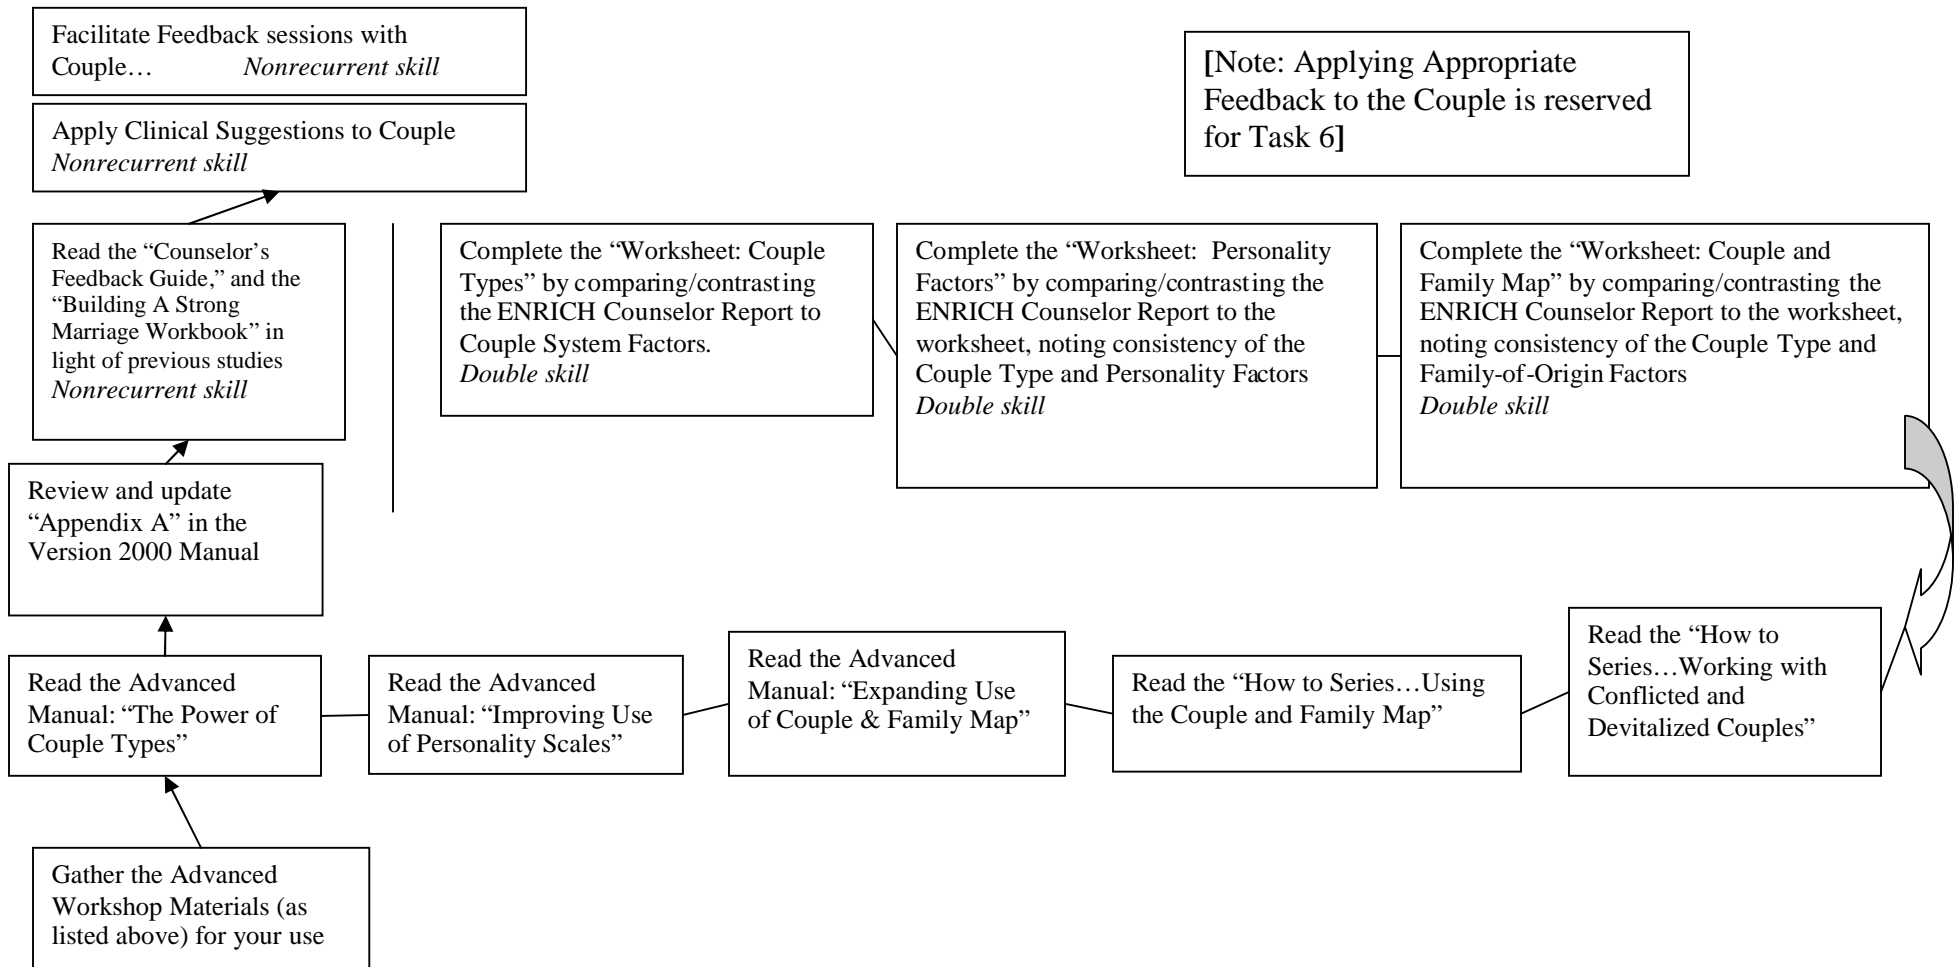 Facilitate Feedback sessions with
Couple… Nonrecurrent skill
Apply Clinical Suggestions to Couple
Nonrecurrent skill
[Note: Applying Appropriate
Feedback to the Couple is reserved
for Task 6]
Read the “Counselor’s
Feedback Guide,” and the
“Building A Strong
Marriage Workbook” in
light of previous studies
Nonrecurrent skill
Complete the “Worksheet: Couple
Types” by comparing/contrasting
the ENRICH Counselor Report to
Couple System Factors.
Double skill
Complete the “Worksheet: Personality
Factors” by comparing/contrasting the
ENRICH Counselor Report to the
worksheet, noting consistency of the
Couple Type and Personality Factors
Double skill
Complete the “Worksheet: Couple and
Family Map” by comparing/contrasting the
ENRICH Counselor Report to the worksheet,
noting consistency of the Couple Type and
Family-of-Origin Factors
Double skill
Review and update
“Appendix A” in the
Version 2000 Manual
Read the Advanced
Manual: “The Power of
Couple Types”
Read the Advanced
Manual: “Improving Use
of Personality Scales”
Read the Advanced
Manual: “Expanding Use
of Couple & Family Map”
Read the “How to Series…Using
the Couple and Family Map”
Read the “How to
Series…Working with
Conflicted and
Devitalized Couples”
Gather the Advanced
Workshop Materials (as
listed above) for your use